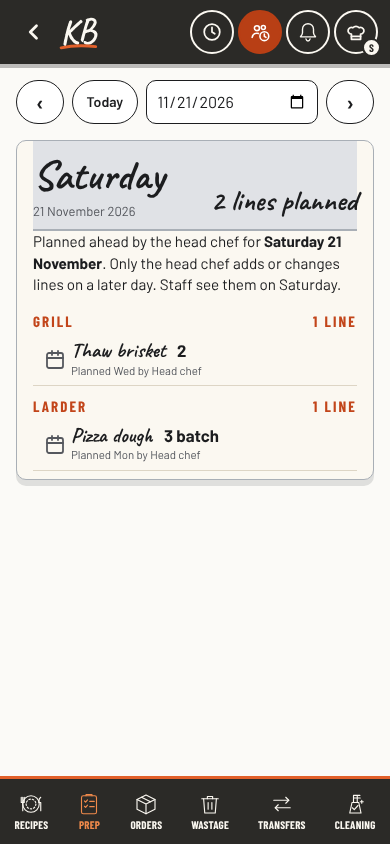 KB
S
‹
Today
11/21/2026
›
Saturday
2 lines planned
21 November 2026
Planned ahead by the head chef for Saturday 21
November. Only the head chef adds or changes
lines on a later day. Staff see them on Saturday.
GRILL
1 LINE
Thaw brisket 2
Planned Wed by Head chef
LARDER
1 LINE
Pizza dough 3 batch
Planned Mon by Head chef
RECIPES
PREP
ORDERS
WASTAGE
TRANSFERS
CLEANING